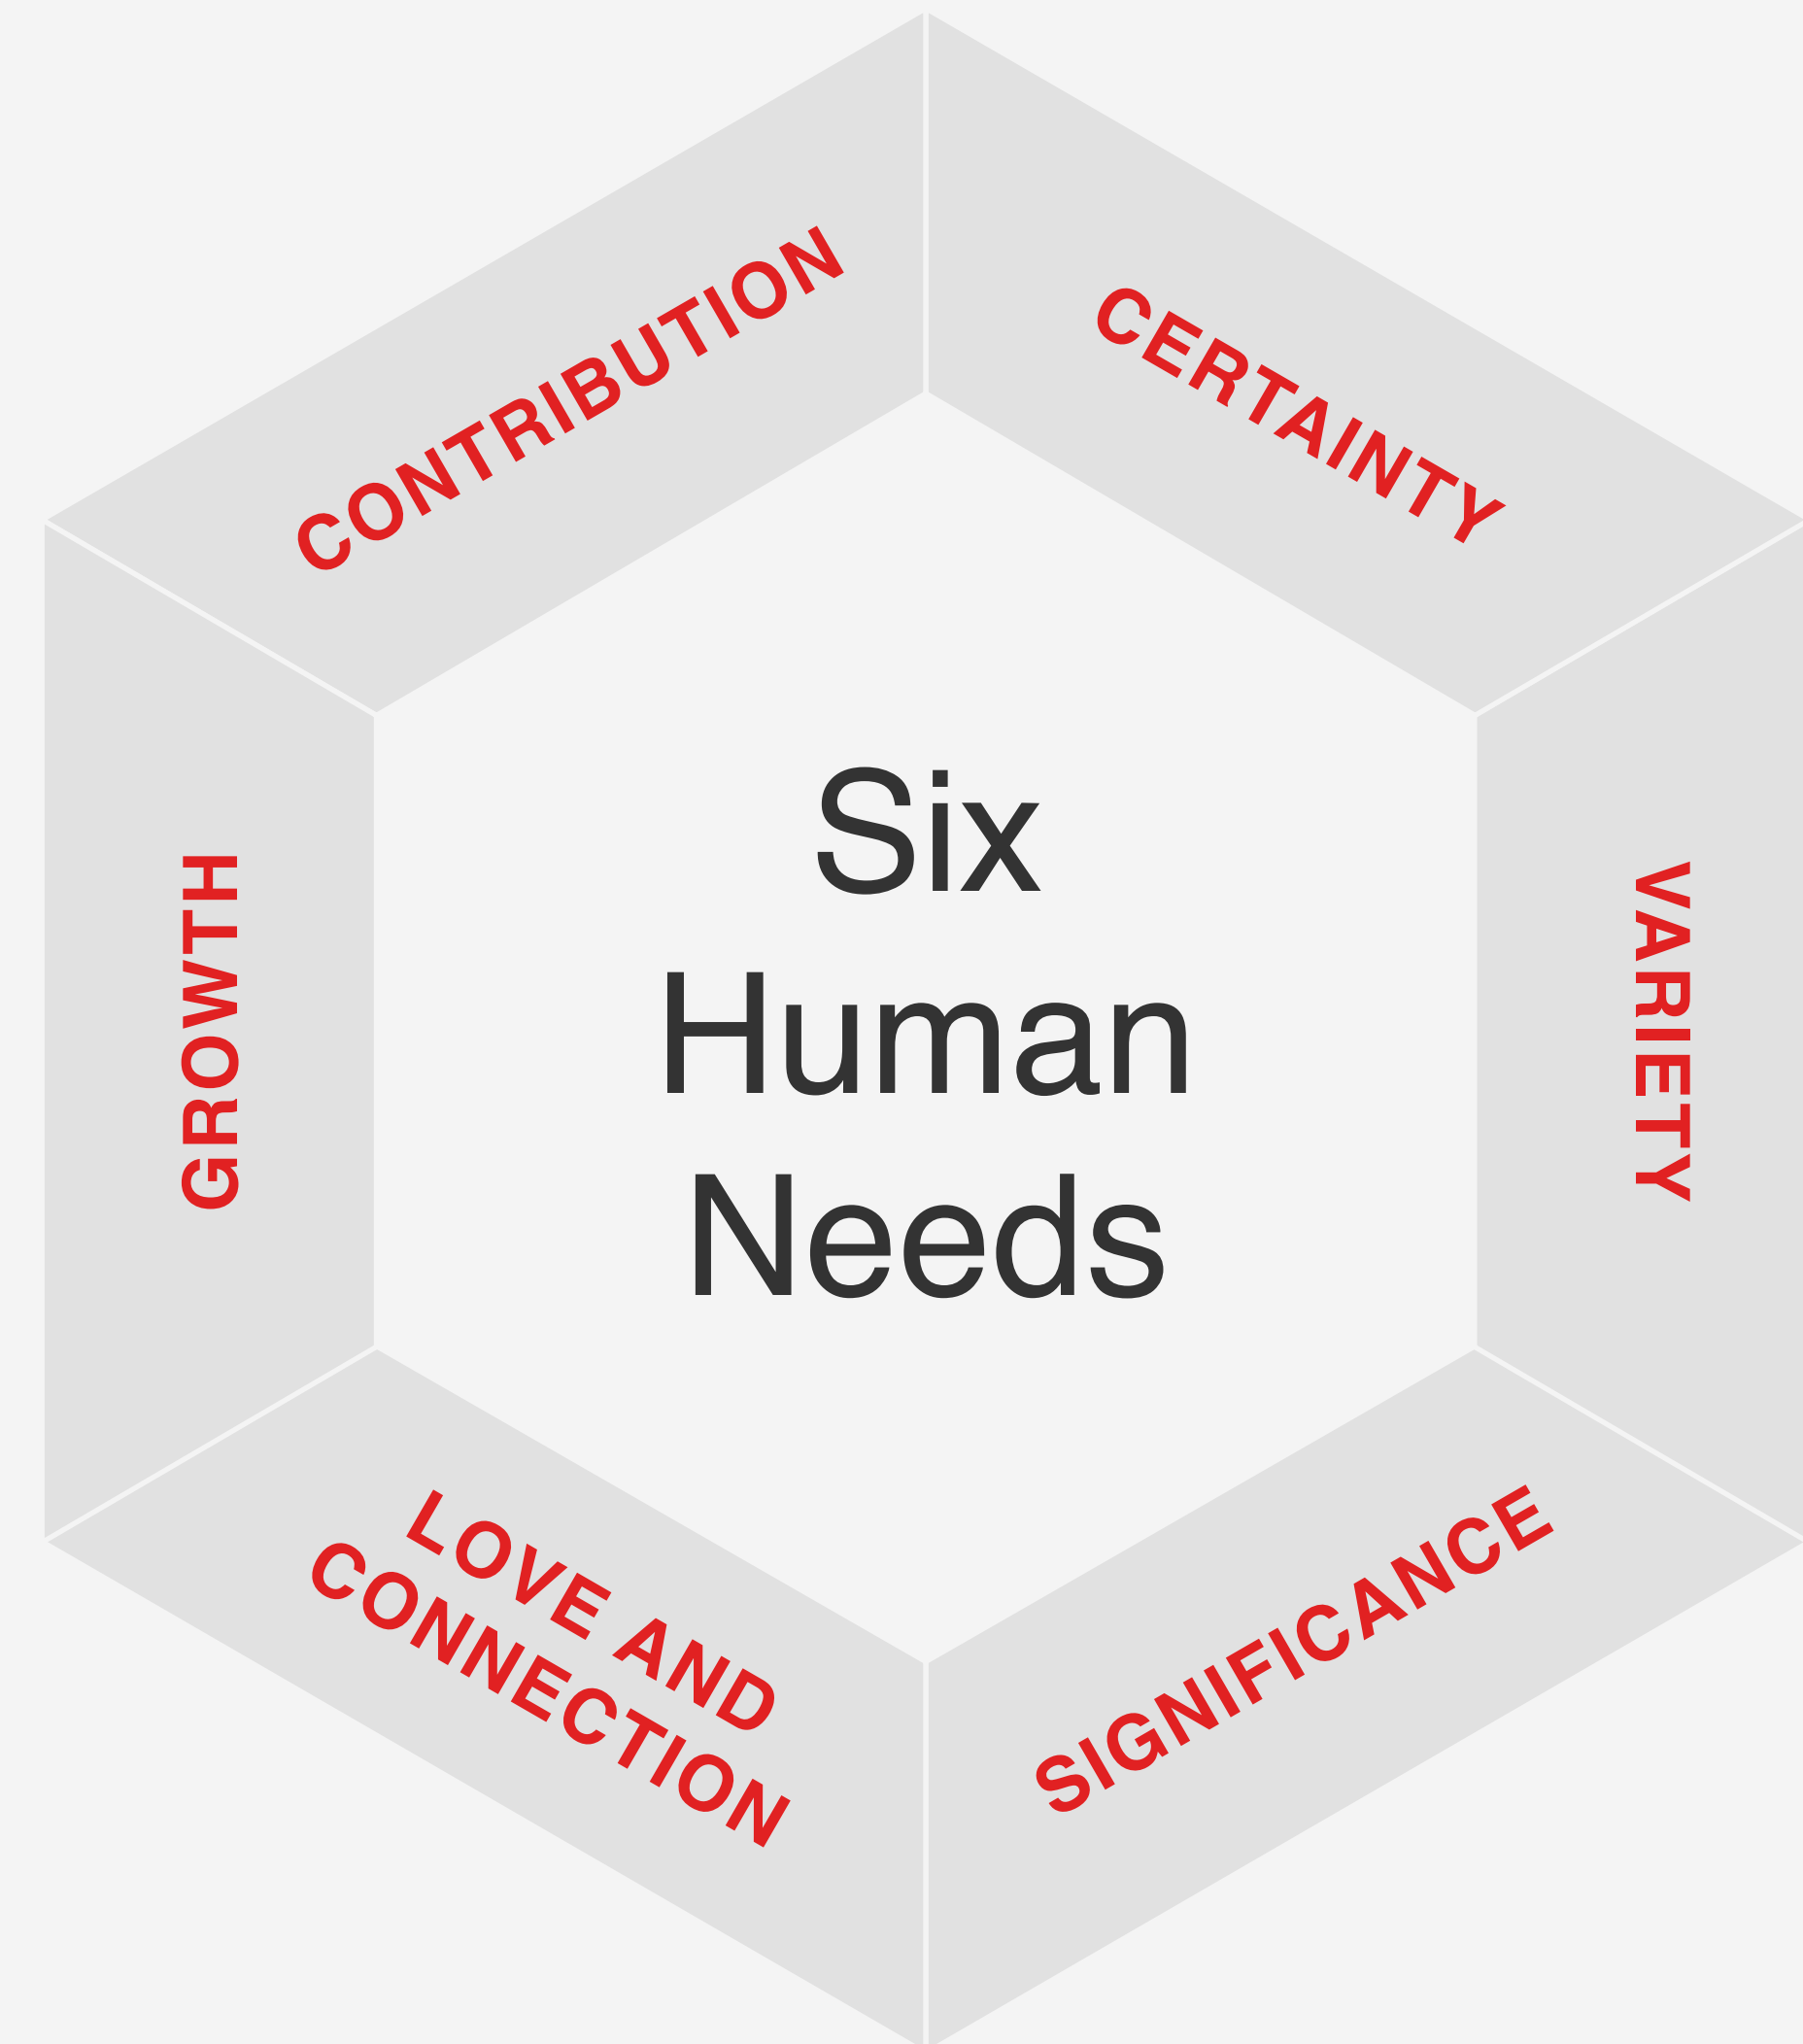 CONTRIBUTION
CERTAINTY
Six
Human
Needs
GROWTH
VARIETY
LOVE AND
CONNECTION
SIGNIFICANCE